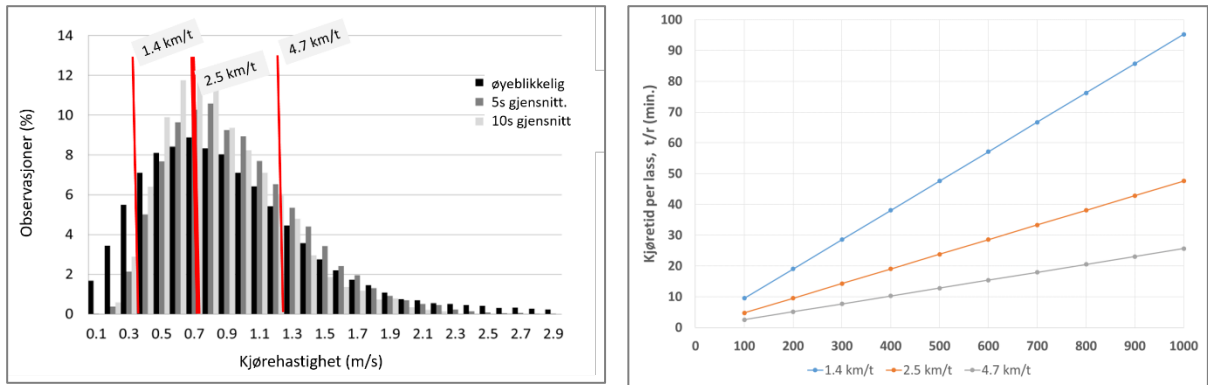 1.4 km/t
2.5 km/t
4.7 km/t
14
12
10
8
6
4
2
0
Observasjoner (%)
øyeblikkelig
5s gjensnitt.
10s gjensnitt
0.1 0.3 0.5 0.7 0.9 1.1 1.3 1.5 1.7 1.9 2.1 2.3 2.5 2.7 2.9
Kjørehastighet (m/s)
Kjøretid per lass, t/r (min.)
100
90
80
70
60
50
40
30
20
10
0
0 100 200 300 400 500 600 700 800 900 1000
1.4 km/t 2.5 km/t 4.7 km/t